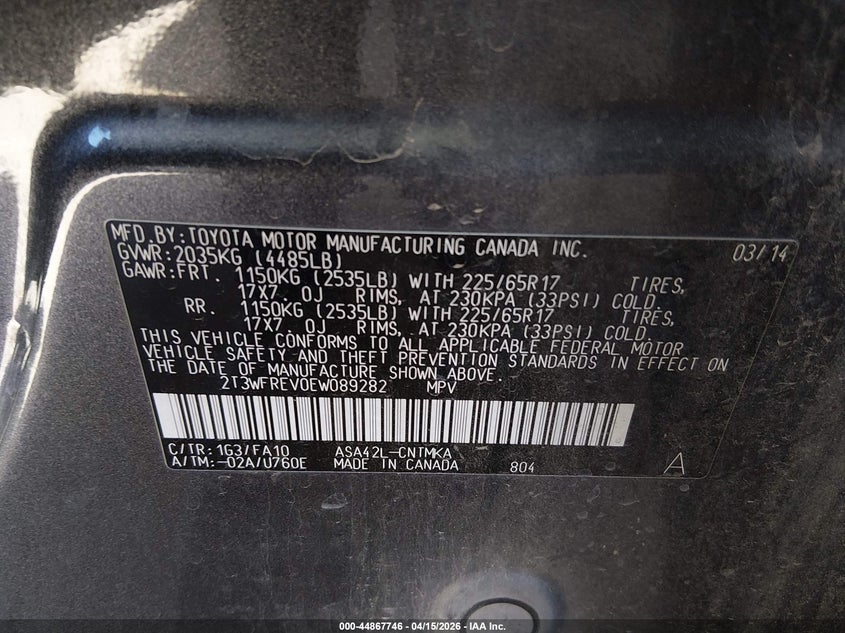 MFD.BY:TOYOTA MOTOR MANUFACTURING CANADA INC. 03/14
GVWR:2035KG (4485LB)
GAWR:FRT. 1150KG (2535LB) WITH 225/65R17 TIRES,
17X7.0J RIMS, AT 230KPA (33PSI) COLD.
RR. 1150KG (2535LB) WITH 225/65R17 TIRES,
17X7.0J RIMS, AT 230KPA (33PSI) COLD.
THIS VEHICLE CONFORMS TO ALL APPLICABLE FEDERAL MOTOR
VEHICLE SAFETY AND THEFT PREVENTION STANDARDS IN EFFECT ON
THE DATE OF MANUFACTURE SHOWN ABOVE.
2T3WFREV0EW089282 MPV
C/TR:1G3/FA10 ASA42L-CNTMKA
A/TM:-02A/U760E MADE IN CANADA 804 A
000-44867746 - 04/15/2026 - IAA Inc.